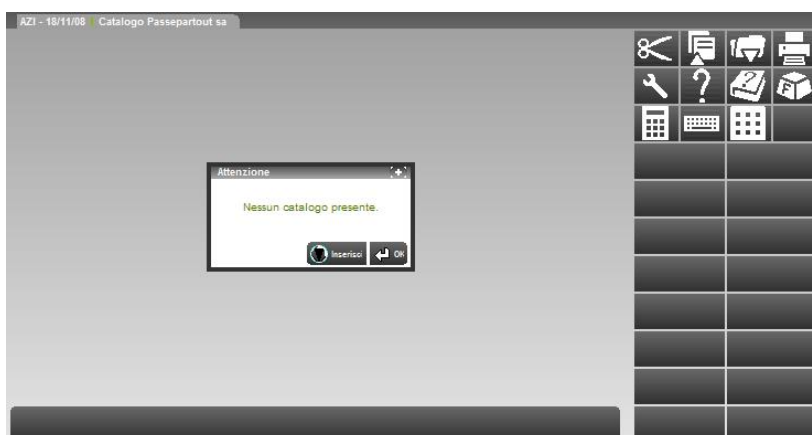 AZI - 18/11/08 Catalogo Passepartout sa
Attenzione
Nessun catalogo presente.
Inserisci
OK
F